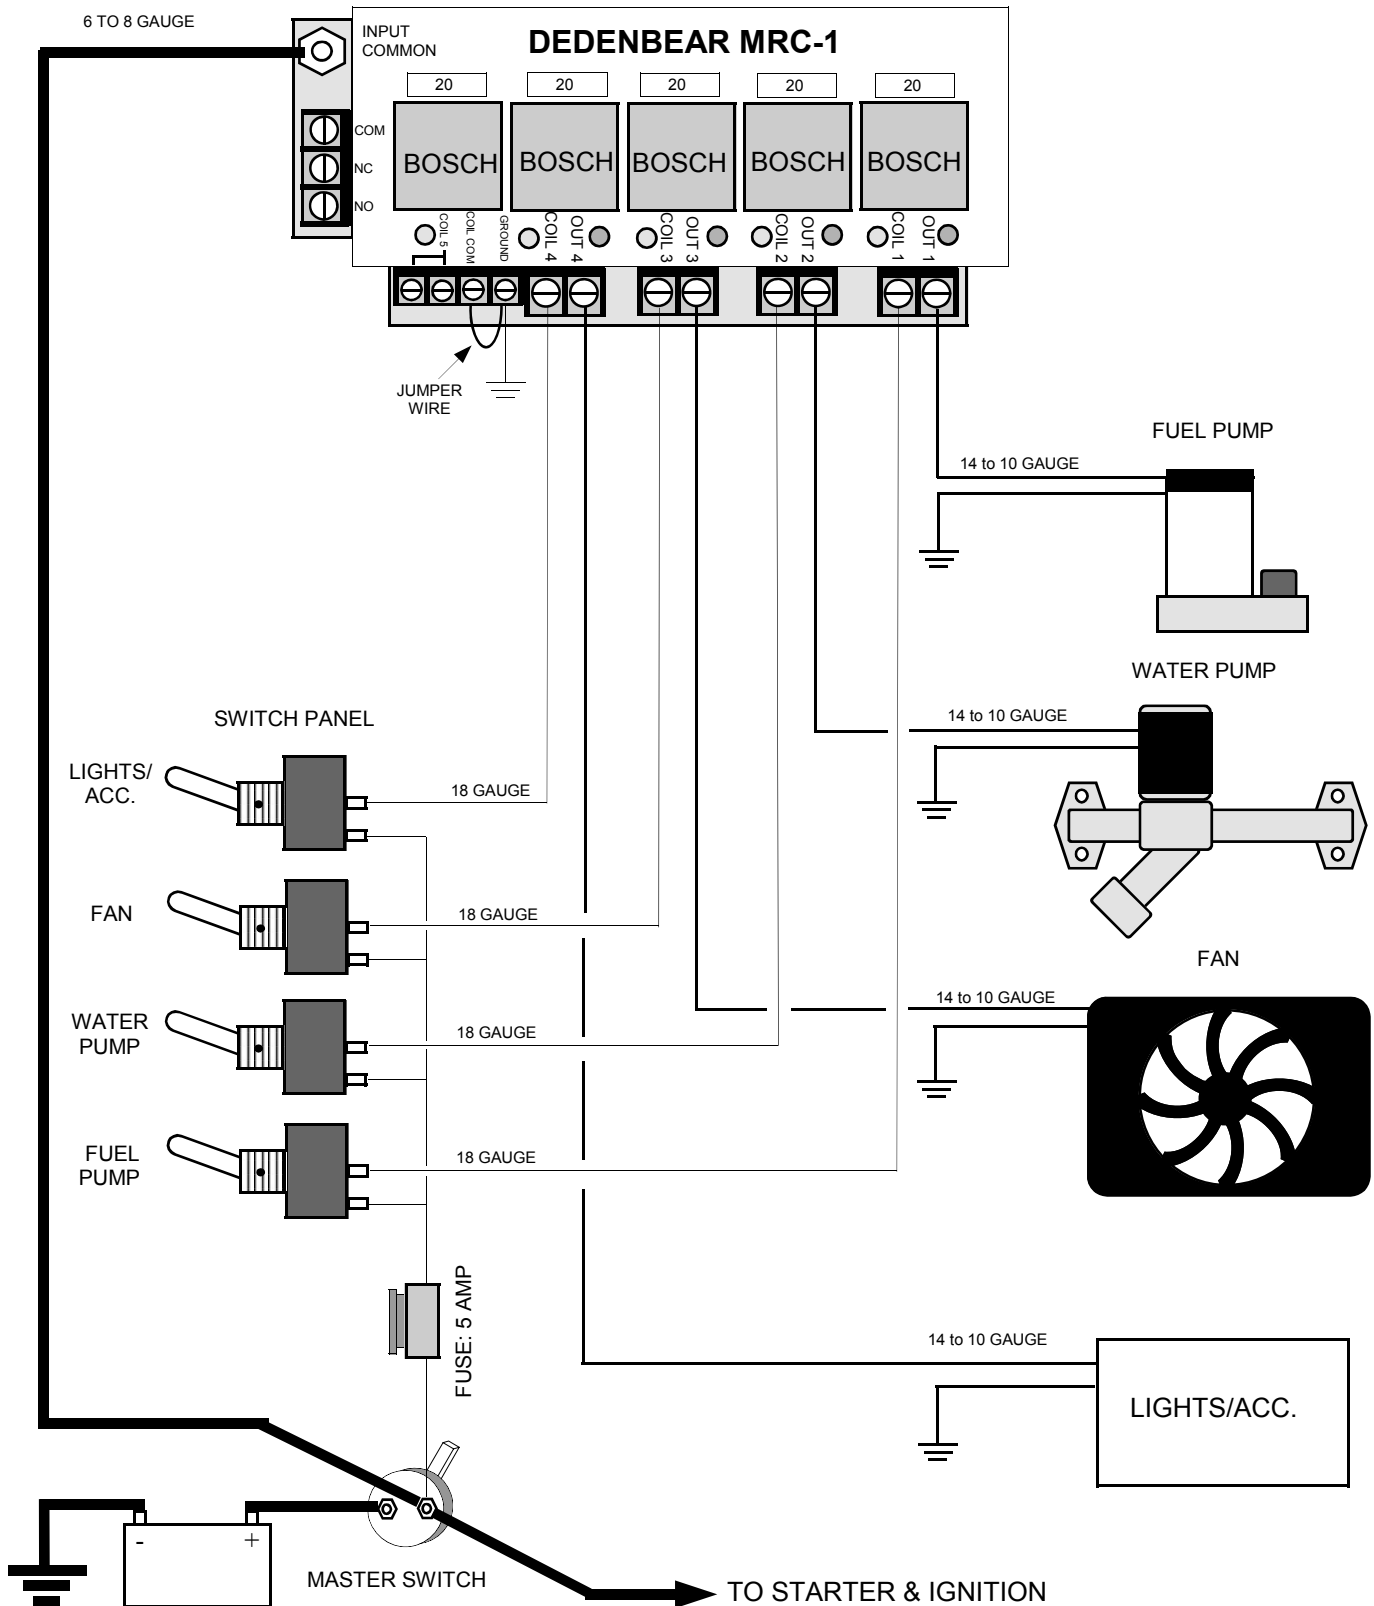 6 TO 8 GAUGE
INPUT
COMMON
DEDENBEAR MRC-1
20
20
20
20
20
COM
NC
NO
BOSCH
BOSCH
BOSCH
BOSCH
BOSCH
COIL 5
COIL COM
GROUND
COIL 4
OUT 4
COIL 3
OUT 3
COIL 2
OUT 2
COIL 1
OUT 1
JUMPER
WIRE
FUEL PUMP
14 to 10 GAUGE
WATER PUMP
14 to 10 GAUGE
SWITCH PANEL
LIGHTS/
ACC.
18 GAUGE
FAN
18 GAUGE
FAN
14 to 10 GAUGE
WATER
PUMP
18 GAUGE
FUEL
PUMP
18 GAUGE
FUSE: 5 AMP
14 to 10 GAUGE
LIGHTS/ACC.
- +
MASTER SWITCH
TO STARTER & IGNITION